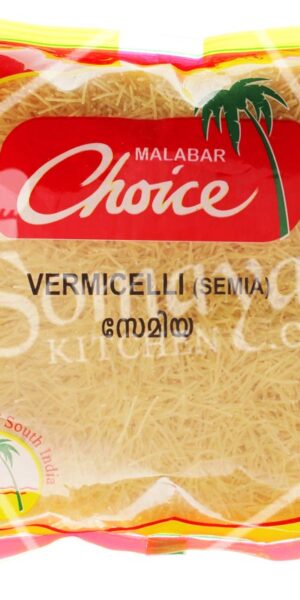 MALABAR
Choice
VERMICELLI (SEMIA)
സേമിയ
KITCHEN
South India